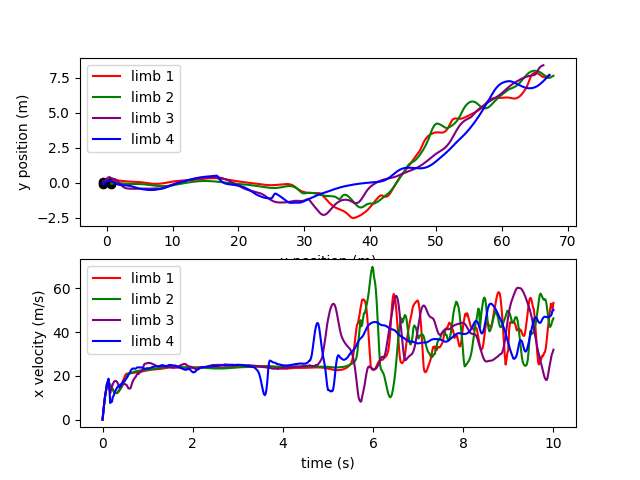 7.5
5.0
2.5
0.0
−2.5
y position (m)
limb 1
limb 2
limb 3
limb 4
0 10 20 30 40 50 60 70
x position (m)
60
40
20
0
x velocity (m/s)
limb 1
limb 2
limb 3
limb 4
0 2 4 6 8 10
time (s)